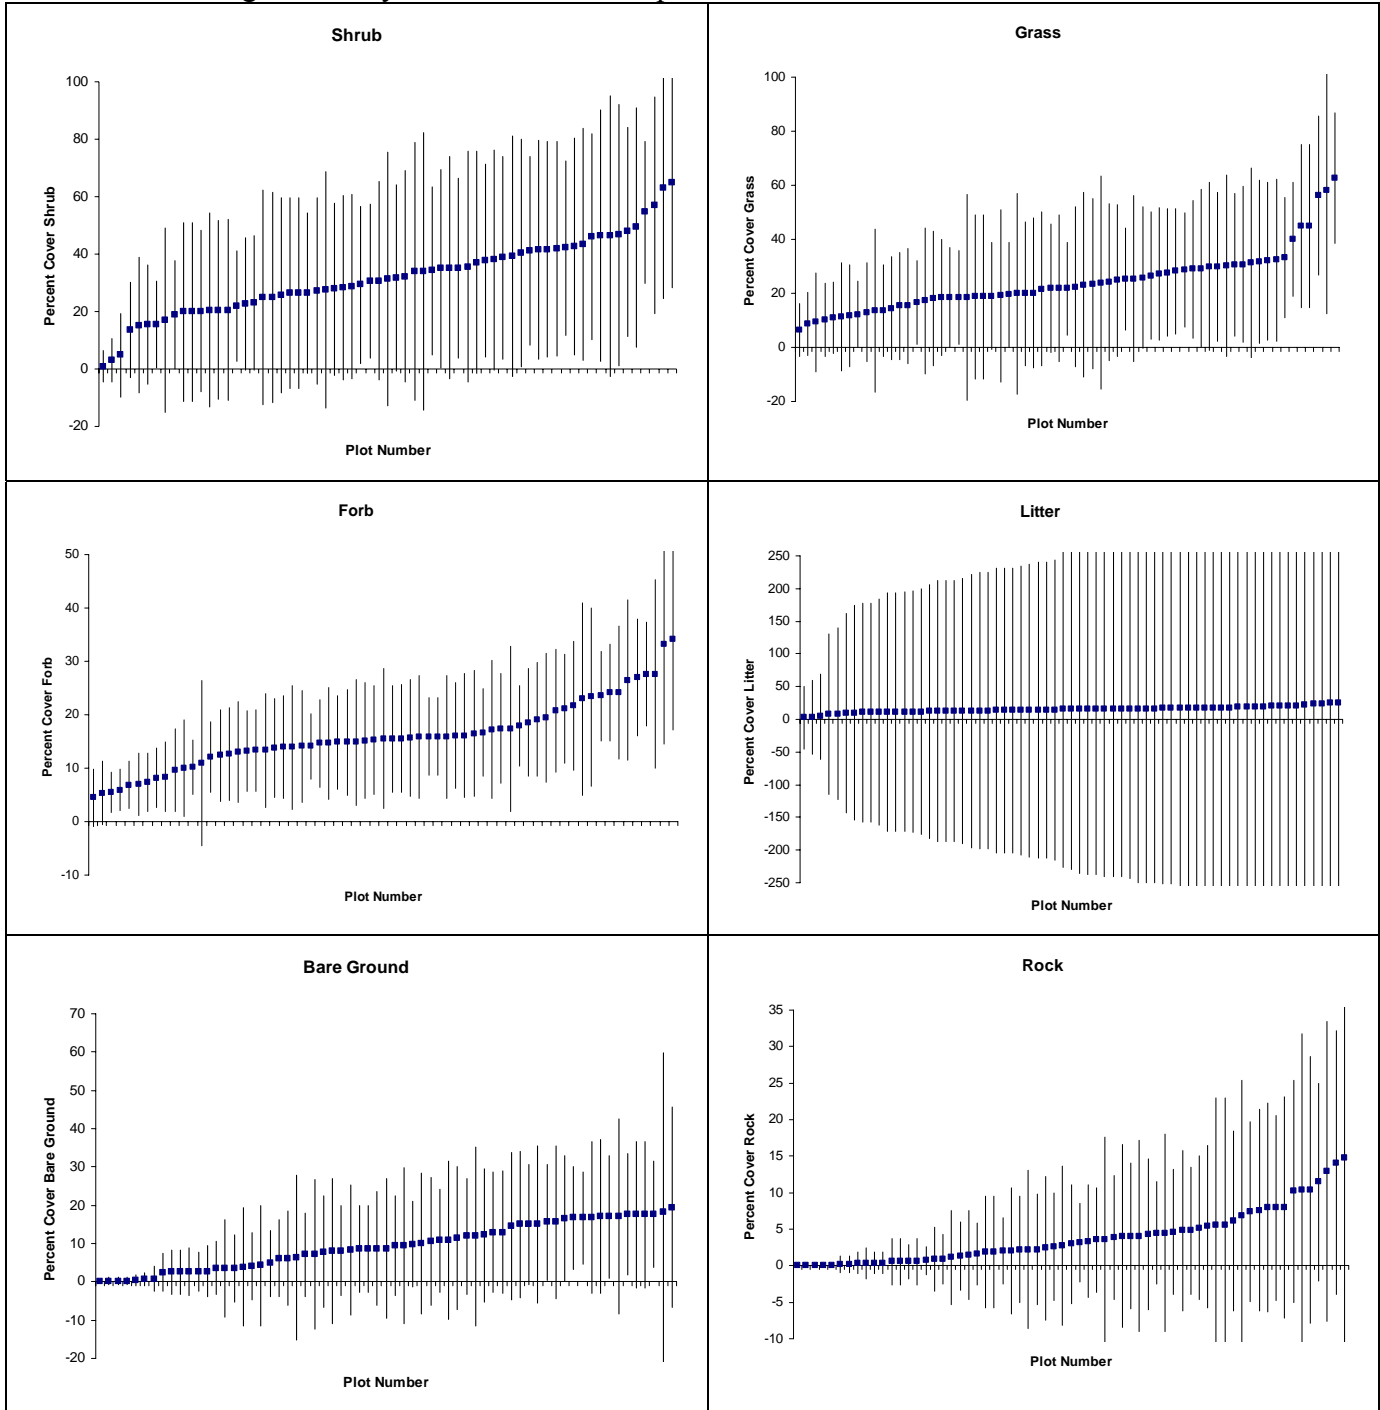 Shrub
Percent Cover Shrub
100
80
60
40
20
0
-20
Plot Number
Grass
Percent Cover Grass
100
80
60
40
20
0
-20
Plot Number
Forb
Percent Cover Forb
50
40
30
20
10
0
-10
Plot Number
Litter
Percent Cover Litter
250
200
150
100
50
0
-50
-100
-150
-200
-250
Plot Number
Bare Ground
Percent Cover Bare Ground
70
60
50
40
30
20
10
0
-10
-20
Plot Number
Rock
Percent Cover Rock
35
30
25
20
15
10
5
0
-5
-10
Plot Number